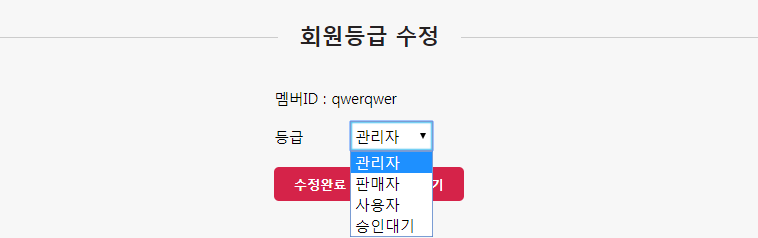 회원등급 수정
멤버ID : qwerqwer
등급 관리자
관리자
판매자
사용자
승인대기
수정완료 기